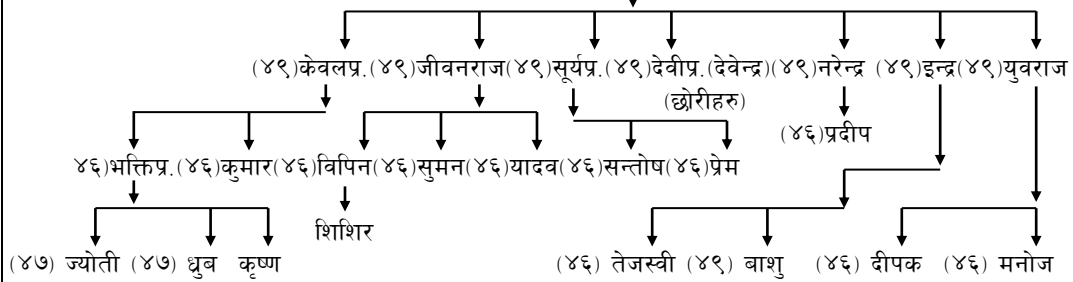 (४९)केवलप्र.(४९)जीवनराज(४९)सूर्यप्र.(४९)देवीप्र.(देवेन्द्र)(४९)नरेन्द्र (४९)इन्द्र(४९)युवराज
(छोरीहरु)
(४६)प्रदीप
४६)भक्तिप्र.(४६)कुमार(४६)विपिन(४६)सुमन(४६)यादव(४६)सन्तोष(४६)प्रेम
शिशिर
(४७) ज्योती (४७) ध्रुब कृष्ण (४६) तेजस्वी (४९) बाशु (४६) दीपक (४६) मनोज